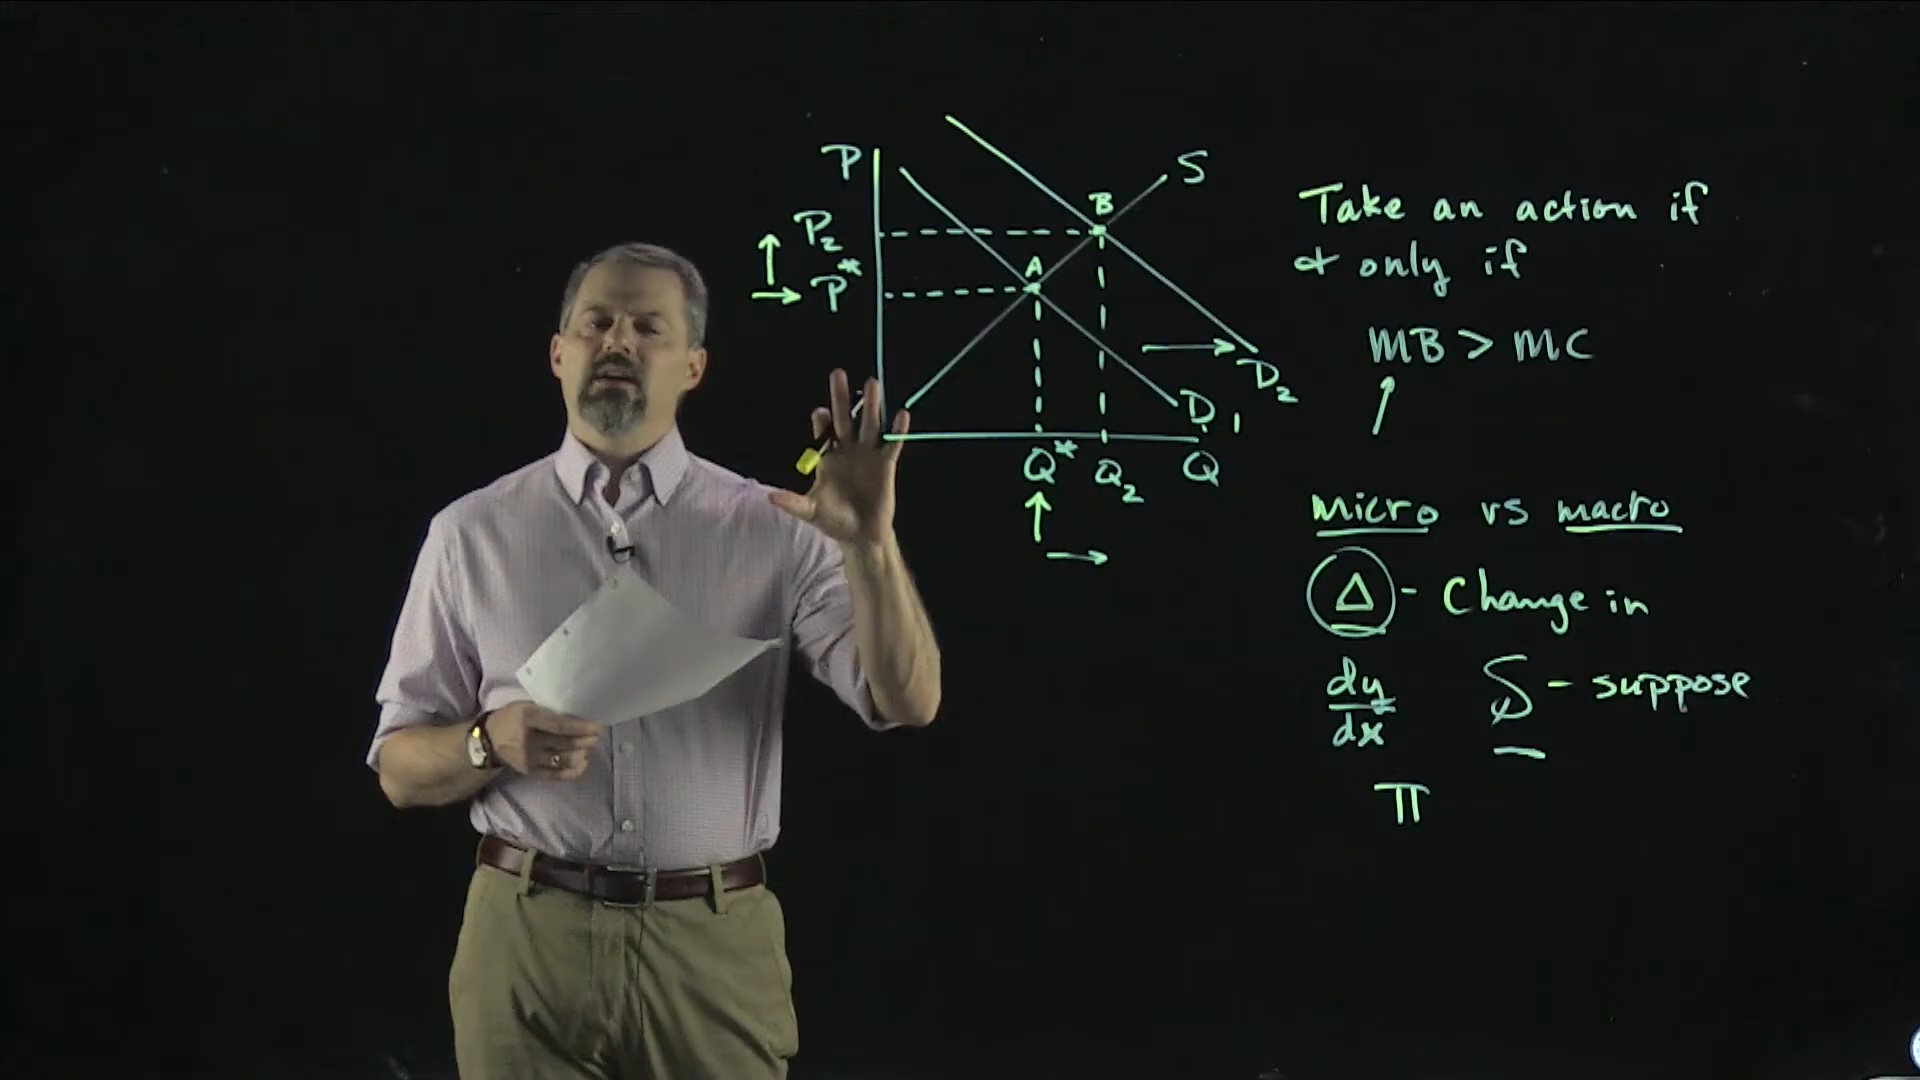 P
S
B
P₂
A
P*
D₂
D₁
Q* Q₂ Q
Take an action if
& only if
MB > MC
Micro vs macro
Δ - Change in
dy
dx
S - suppose
π